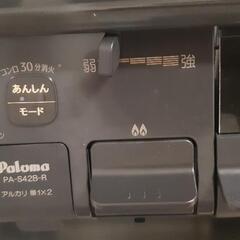 コンロ30分消火
弱 強
あんしん
モード
ン
Paloma
PA-S42B-R
アルカリ 単1×2